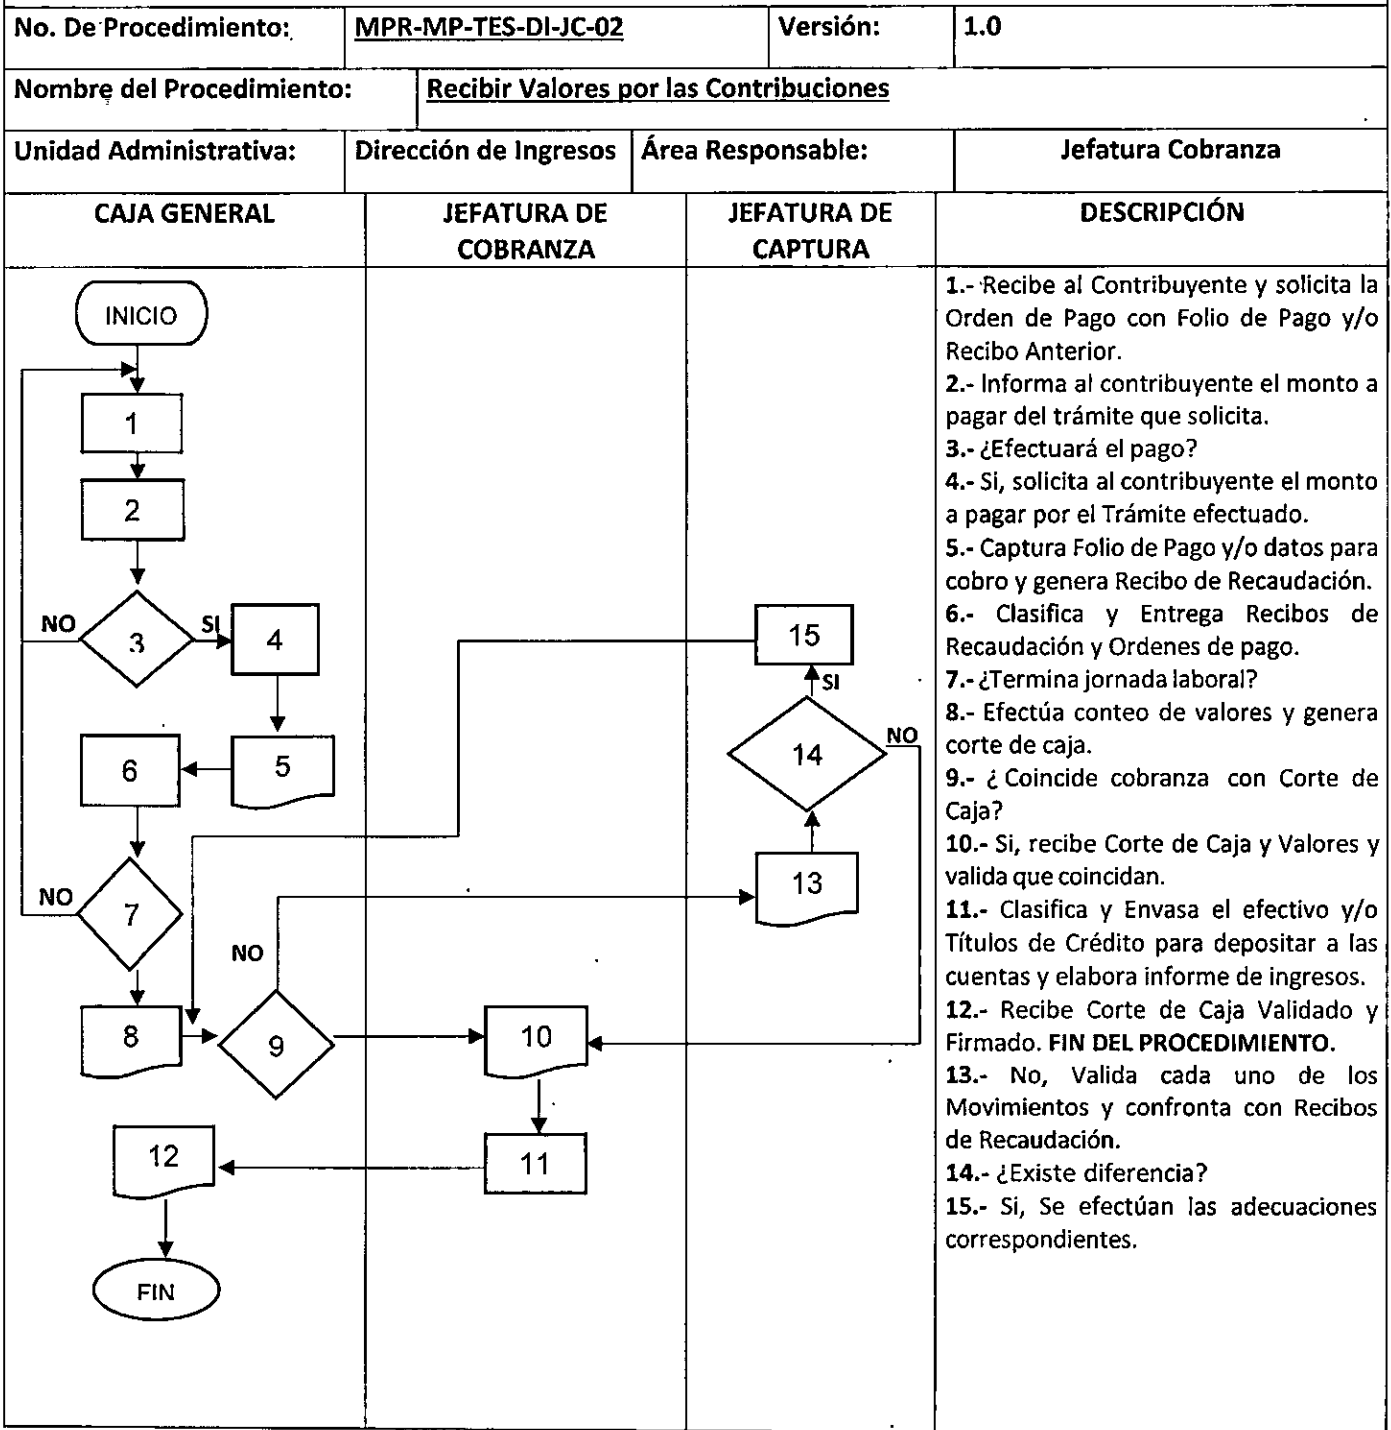 No. De Procedimiento: MPR-MP-TES-DI-JC-02 Versión: 1.0
Nombre del Procedimiento: Recibir Valores por las Contribuciones
Unidad Administrativa: Dirección de Ingresos Área Responsable: Jefatura Cobranza
CAJA GENERAL
JEFATURA DE
COBRANZA
JEFATURA DE
CAPTURA
DESCRIPCIÓN
INICIO
1
2
NO
3
SI
4
6
5
NO
7
NO
8
9
12
FIN
10
11
15
SI
14
NO
13
1.- Recibe al Contribuyente y solicita la
Orden de Pago con Folio de Pago y/o
Recibo Anterior.
2.- Informa al contribuyente el monto a
pagar del trámite que solicita.
3.- ¿Efectuará el pago?
4.- Si, solicita al contribuyente el monto
a pagar por el Trámite efectuado.
5.- Captura Folio de Pago y/o datos para
cobro y genera Recibo de Recaudación.
6.- Clasifica y Entrega Recibos de
Recaudación y Ordenes de pago.
7.- ¿Termina jornada laboral?
8.- Efectúa conteo de valores y genera
corte de caja.
9.- ¿ Coincide cobranza con Corte de
Caja?
10.- Si, recibe Corte de Caja y Valores y
valida que coincidan.
11.- Clasifica y Envasa el efectivo y/o
Títulos de Crédito para depositar a las
cuentas y elabora informe de ingresos.
12.- Recibe Corte de Caja Validado y
Firmado. FIN DEL PROCEDIMIENTO.
13.- No, Valida cada uno de los
Movimientos y confronta con Recibos
de Recaudación.
14.- ¿Existe diferencia?
15.- Si, Se efectúan las adecuaciones
correspondientes.